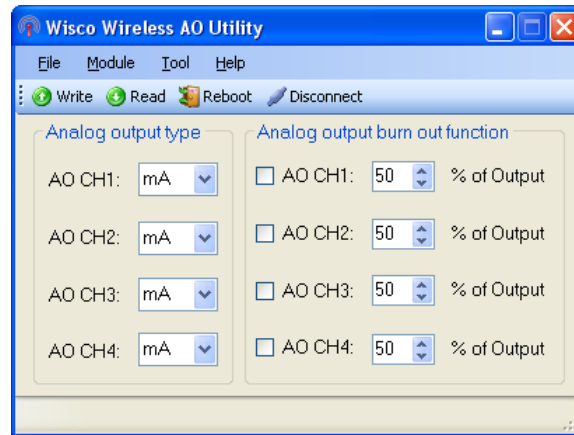 Wisco Wireless AO Utility
File Module Tool Help
Write Read Reboot Disconnect
Analog output type
AO CH1: mA
AO CH2: mA
AO CH3: mA
AO CH4: mA
Analog output burn out function
AO CH1: 50 % of Output
AO CH2: 50 % of Output
AO CH3: 50 % of Output
AO CH4: 50 % of Output